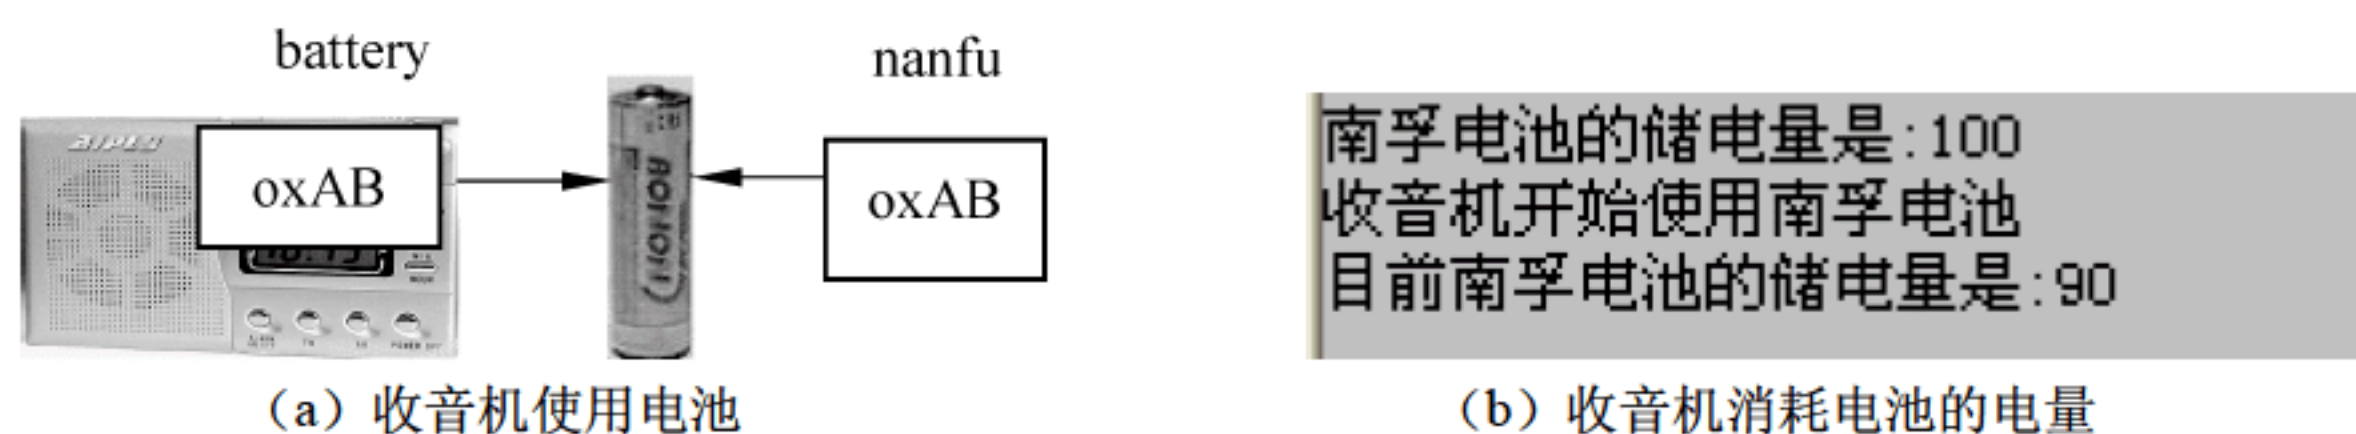 battery
nanfu
oxAB
oxAB
南孚电池的储电量是:100
收音机开始使用南孚电池
目前南孚电池的储电量是:90
（a）收音机使用电池
（b）收音机消耗电池的电量